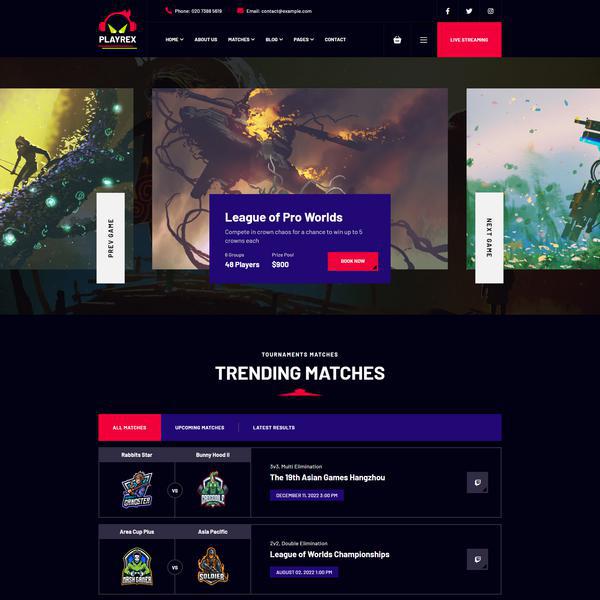 Phone: 020 7388 5619
Email: contact@example.com
PLAYREX
HOME
ABOUT US
MATCHES
BLOG
PAGES
CONTACT
LIVE STREAMING
PREV GAME
League of Pro Worlds
Compete in crown chaos for a chance to win up to 5
crowns each
6 Groups
Prize Pool
48 Players
$900
BOOK NOW
NEXT GAME
TOURNAMENTS MATCHES
TRENDING MATCHES
ALL MATCHES
UPCOMING MATCHES
LATEST RESULTS
Rabbits Star
Bunny Hood II
GANGSTER
VS
CROCODILE
3v3, Multi Elimination
The 19th Asian Games Hangzhou
DECEMBER 11, 2022 3:00 PM
Area Cup Plus
Asia Pacific
MASK GAMER
VS
SOLDIER
2v2, Double Elimination
League of Worlds Championships
AUGUST 02, 2022 1:00 PM